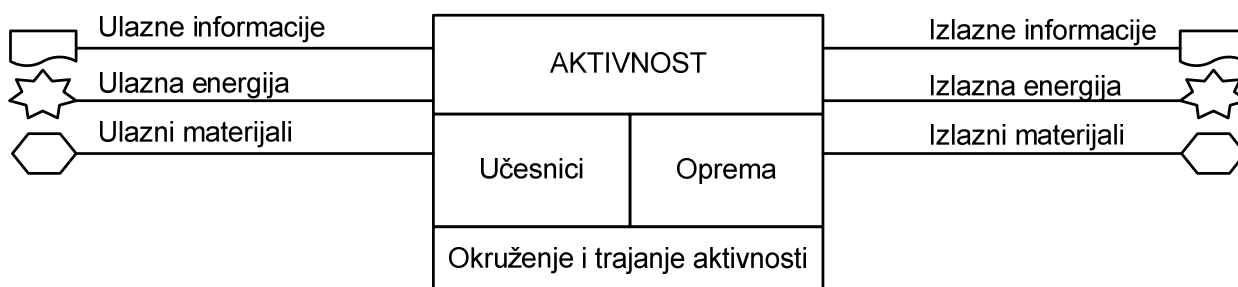 Ulazne informacije
Ulazna energija
Ulazni materijali
AKTIVNOST
Učesnici
Oprema
Okruženje i trajanje aktivnosti
Izlazne informacije
Izlazna energija
Izlazni materijali